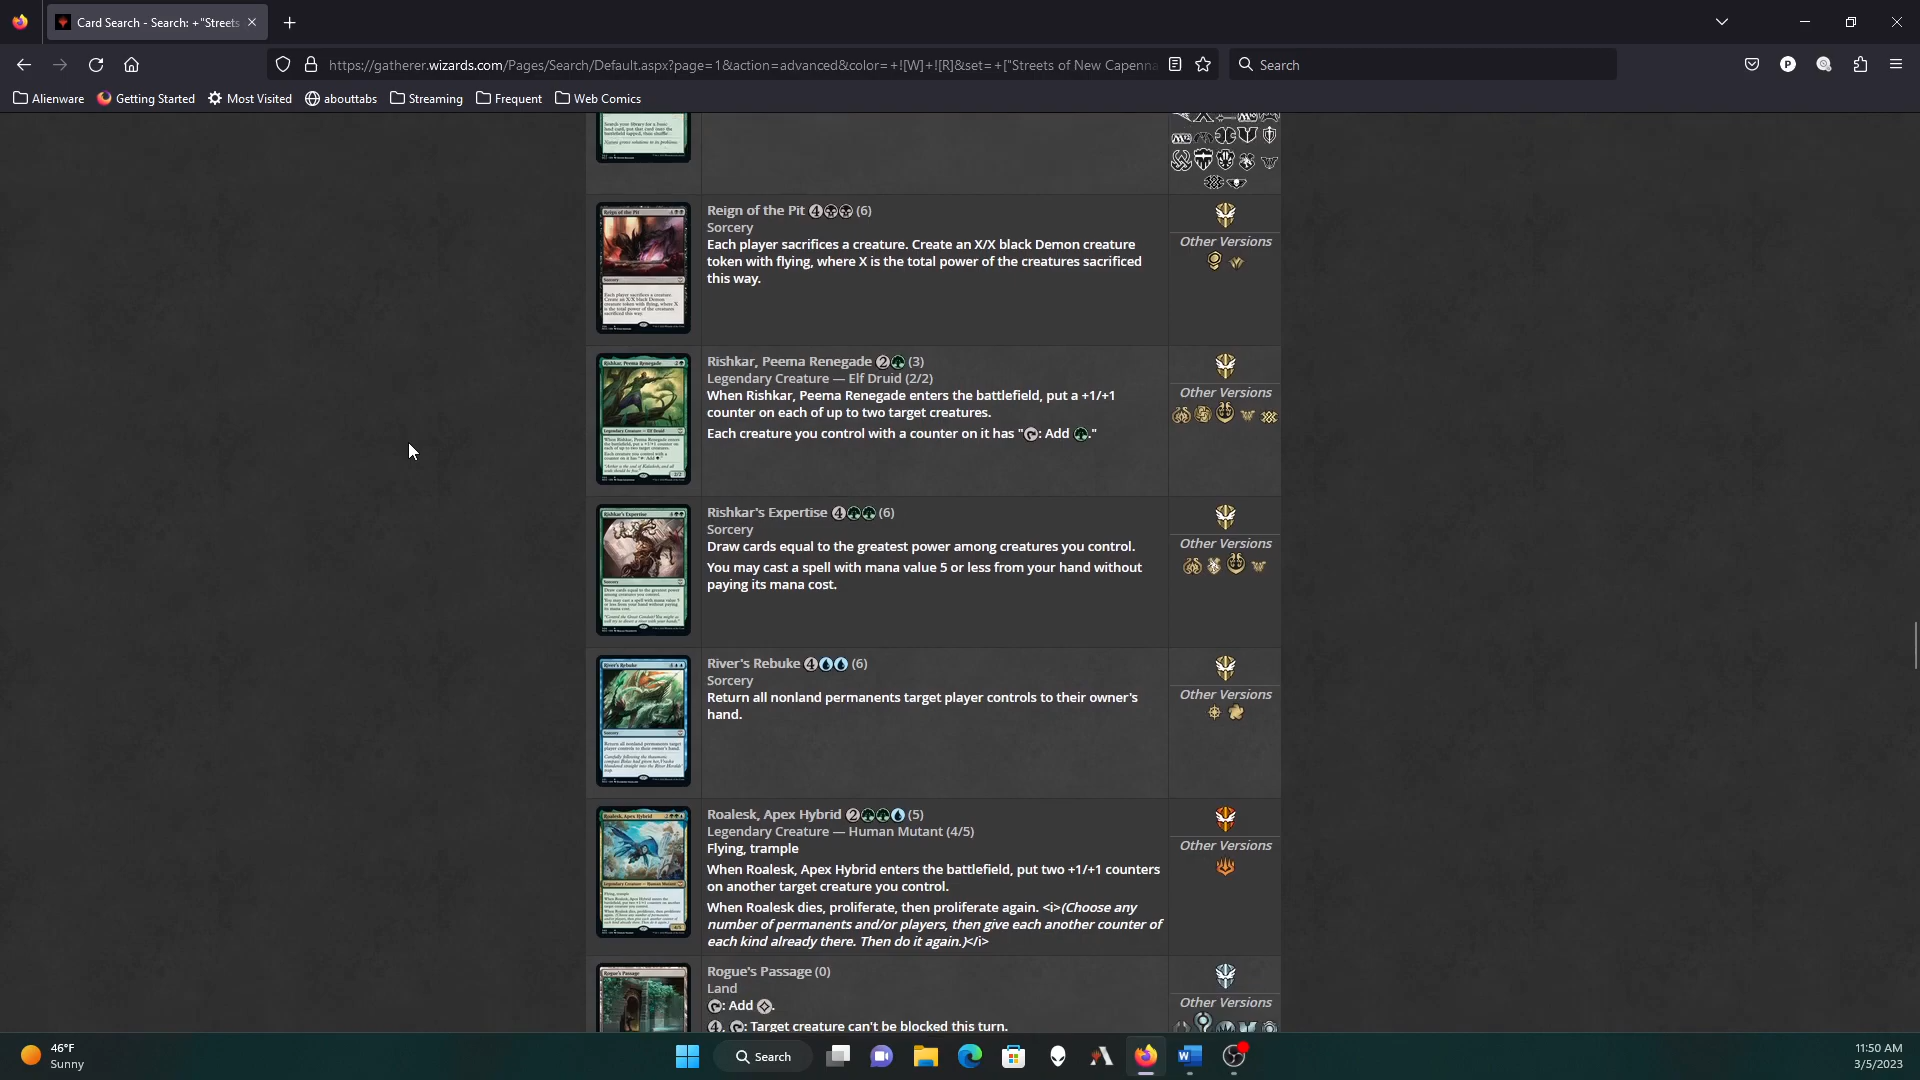 Card Search - Search: +"Streets
https://gatherer.wizards.com/Pages/Search/Default.aspx?page=1&action=advanced&color=+![W]+![R]&set=+["Streets of New Capenna
Search
Alienware
Getting Started
Most Visited
abouttabs
Streaming
Frequent
Web Comics
Reign of the Pit 4 (6)
Sorcery
Each player sacrifices a creature. Create an X/X black Demon creature
token with flying, where X is the total power of the creatures sacrificed
this way.
Other Versions
Rishkar, Peema Renegade 2 (3)
Legendary Creature — Elf Druid (2/2)
When Rishkar, Peema Renegade enters the battlefield, put a +1/+1
counter on each of up to two target creatures.
Each creature you control with a counter on it has ": Add ."
Other Versions
Rishkar's Expertise 4 (6)
Sorcery
Draw cards equal to the greatest power among creatures you control.
You may cast a spell with mana value 5 or less from your hand without
paying its mana cost.
Other Versions
River's Rebuke 4 (6)
Sorcery
Return all nonland permanents target player controls to their owner's
hand.
Other Versions
Roalesk, Apex Hybrid 2 (5)
Legendary Creature — Human Mutant (4/5)
Flying, trample
When Roalesk, Apex Hybrid enters the battlefield, put two +1/+1 counters
on another target creature you control.
When Roalesk dies, proliferate, then proliferate again. <i>(Choose any
number of permanents and/or players, then give each another counter of
each kind already there. Then do it again.)</i>
Other Versions
Rogue's Passage (0)
Land
: Add .
4, : Target creature can't be blocked this turn.
Other Versions
46°F
Sunny
Search
11:50 AM
3/5/2023